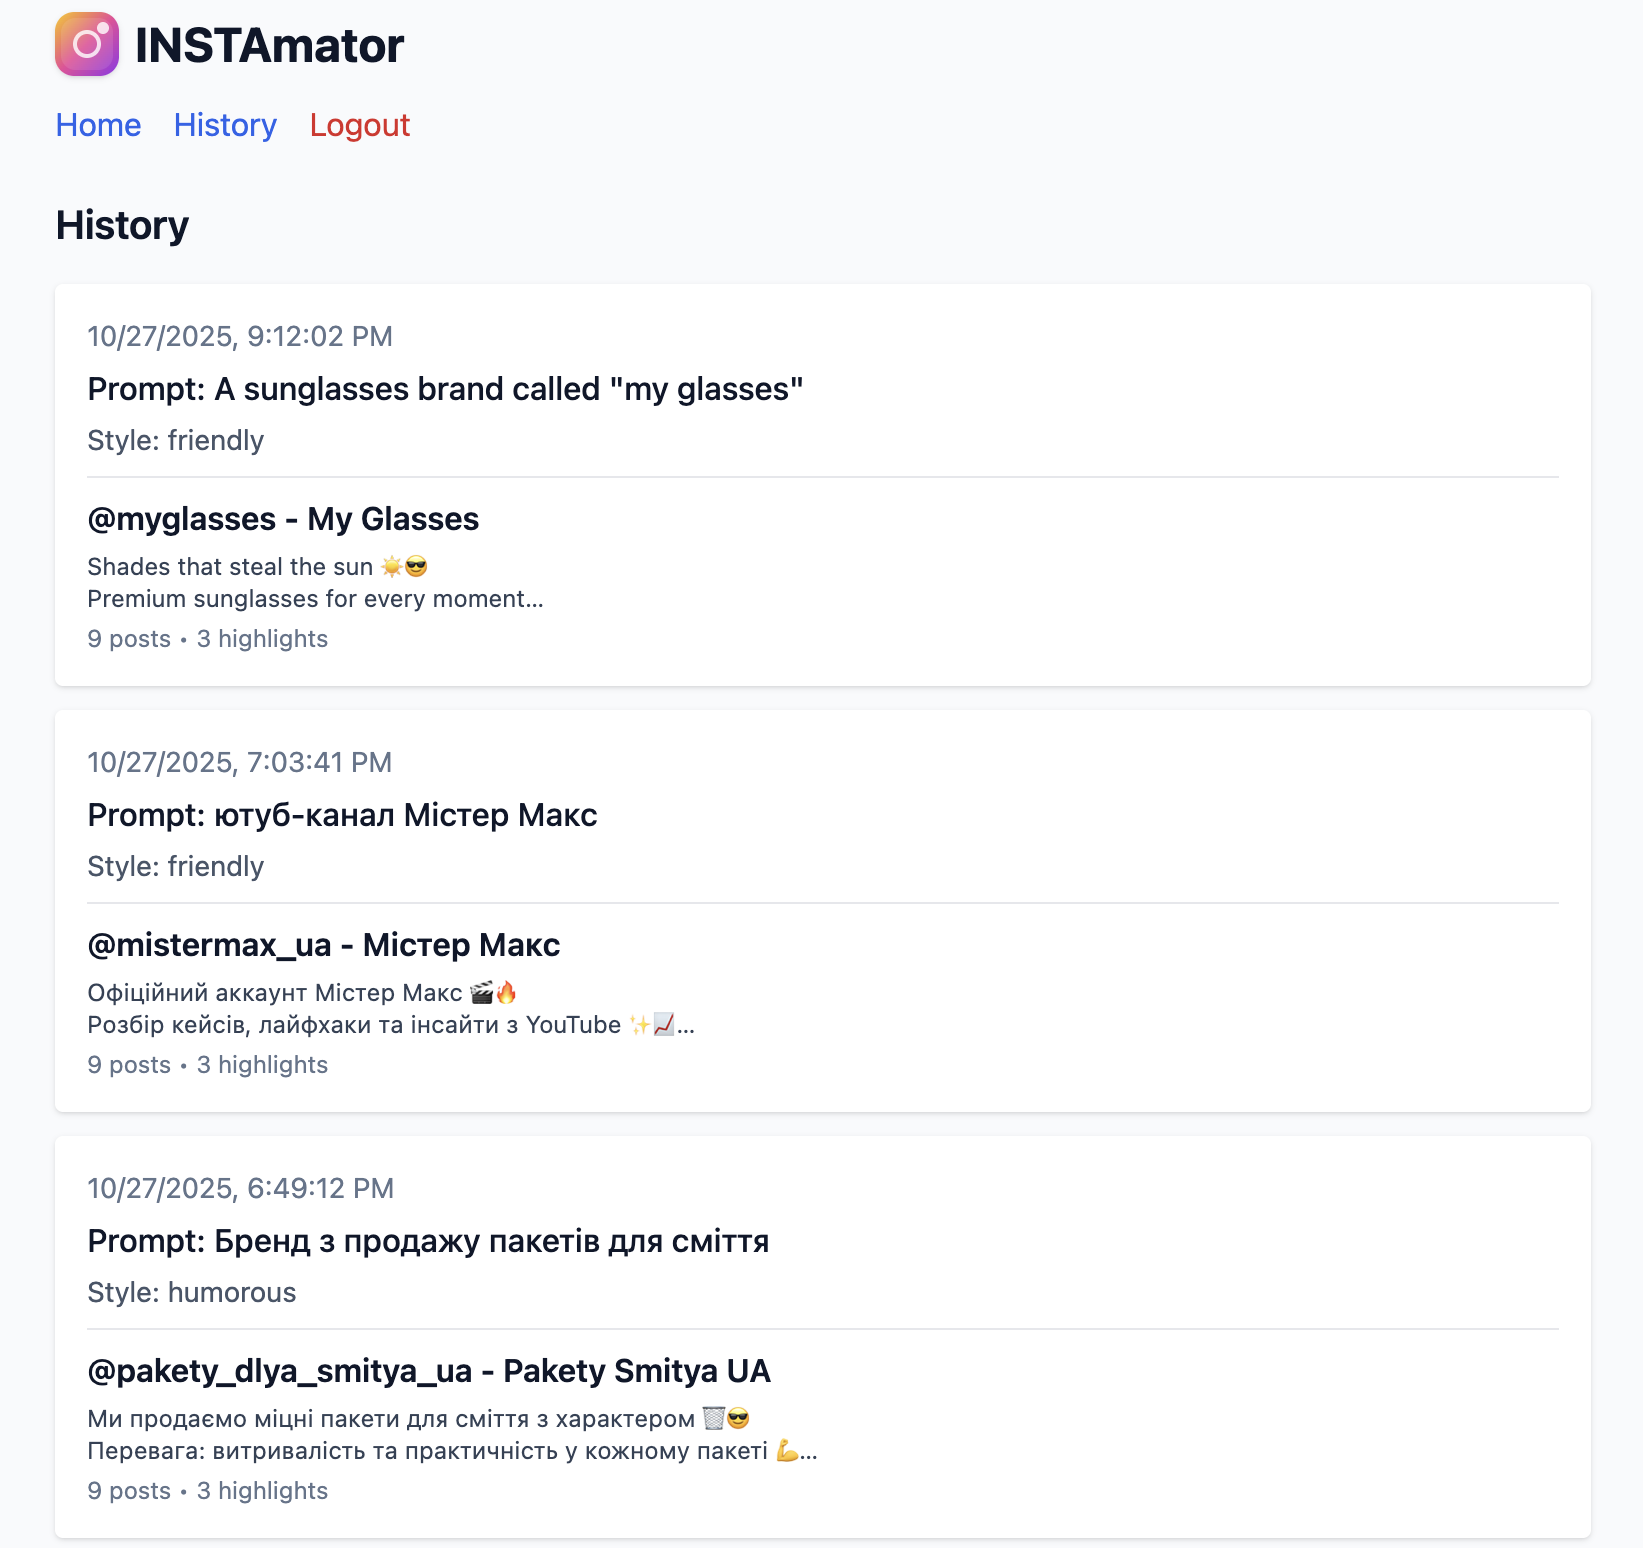 INSTAmator
Home History Logout
History
10/27/2025, 9:12:02 PM
Prompt: A sunglasses brand called "my glasses"
Style: friendly
@myglasses - My Glasses
Shades that steal the sun ☀️😎
Premium sunglasses for every moment...
9 posts • 3 highlights
10/27/2025, 7:03:41 PM
Prompt: ютуб-канал Містер Макс
Style: friendly
@mistermax_ua - Містер Макс
Офіційний аккаунт Містер Макс 🎬🔥
Розбір кейсів, лайфхаки та інсайти з YouTube ✨📈...
9 posts • 3 highlights
10/27/2025, 6:49:12 PM
Prompt: Бренд з продажу пакетів для сміття
Style: humorous
@pakety_dlya_smitya_ua - Pakety Smitya UA
Ми продаємо міцні пакети для сміття з характером 🗑️😎
Перевага: витривалість та практичність у кожному пакеті 💪...
9 posts • 3 highlights